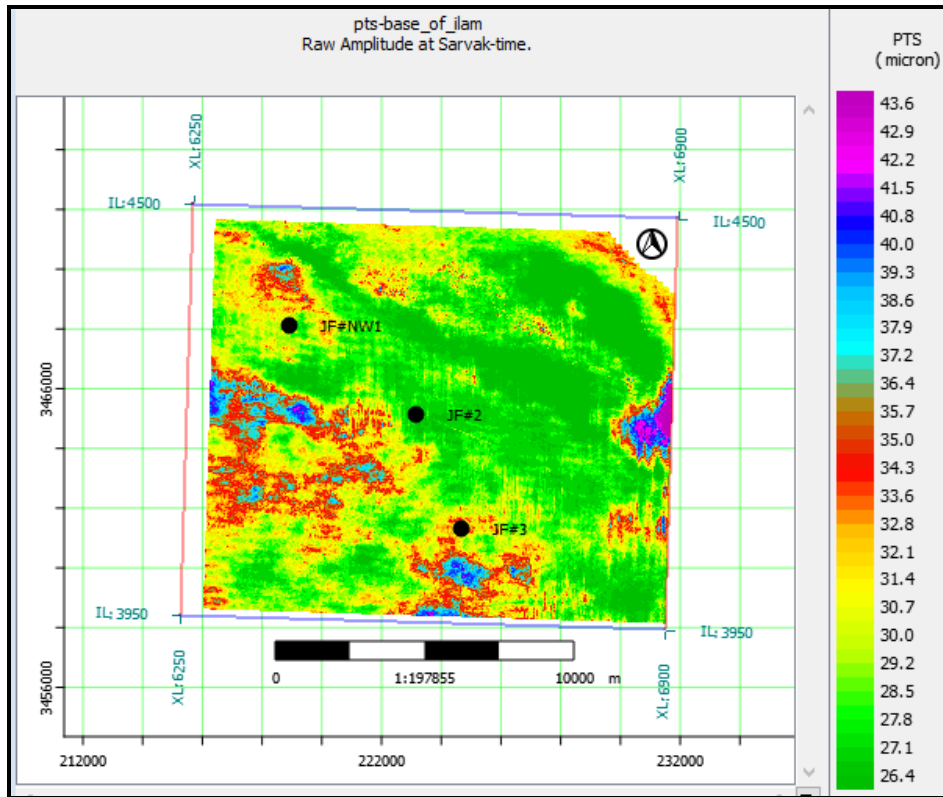 pts-base_of_ilam
Raw Amplitude at Sarvak-time.
PTS
(micron)
XL:6250
XL:6900
IL:4500
IL:4500
JF#NW1
JF#2
JF#3
3466000
3456000
IL:3950
IL:3950
XL:6250
XL:6900
0
1:197855
10000 m
212000
222000
232000
43.6
42.9
42.2
41.5
40.8
40.0
39.3
38.6
37.9
37.2
36.4
35.7
35.0
34.3
33.6
32.8
32.1
31.4
30.7
30.0
29.2
28.5
27.8
27.1
26.4